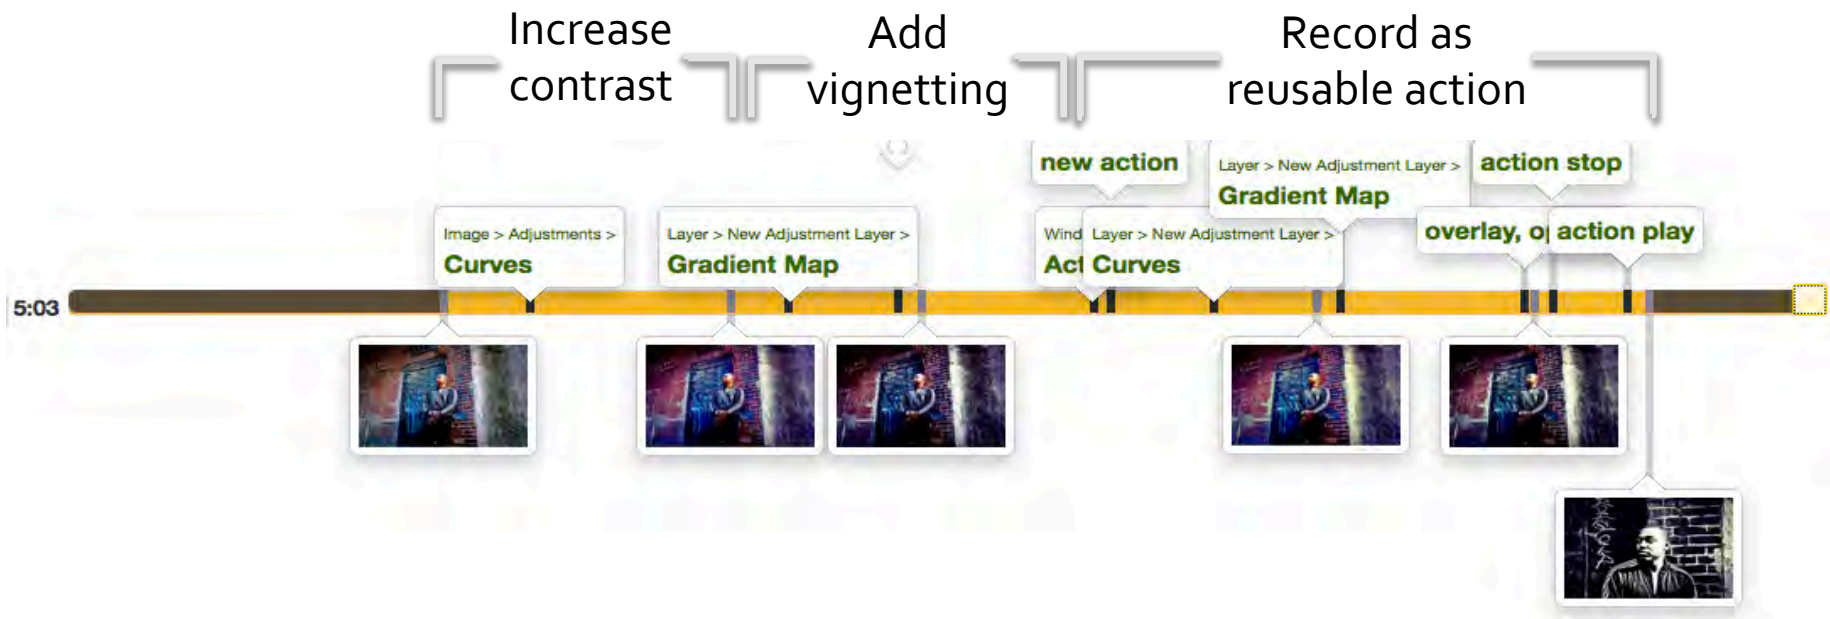 Increase
contrast
Add
vignetting
Record as
reusable action
new action
Layer > New Adjustment Layer >
Gradient Map
action stop
Image > Adjustments >
Curves
Layer > New Adjustment Layer >
Gradient Map
Layer > New Adjustment Layer >
Curves
overlay,
action play
5:03